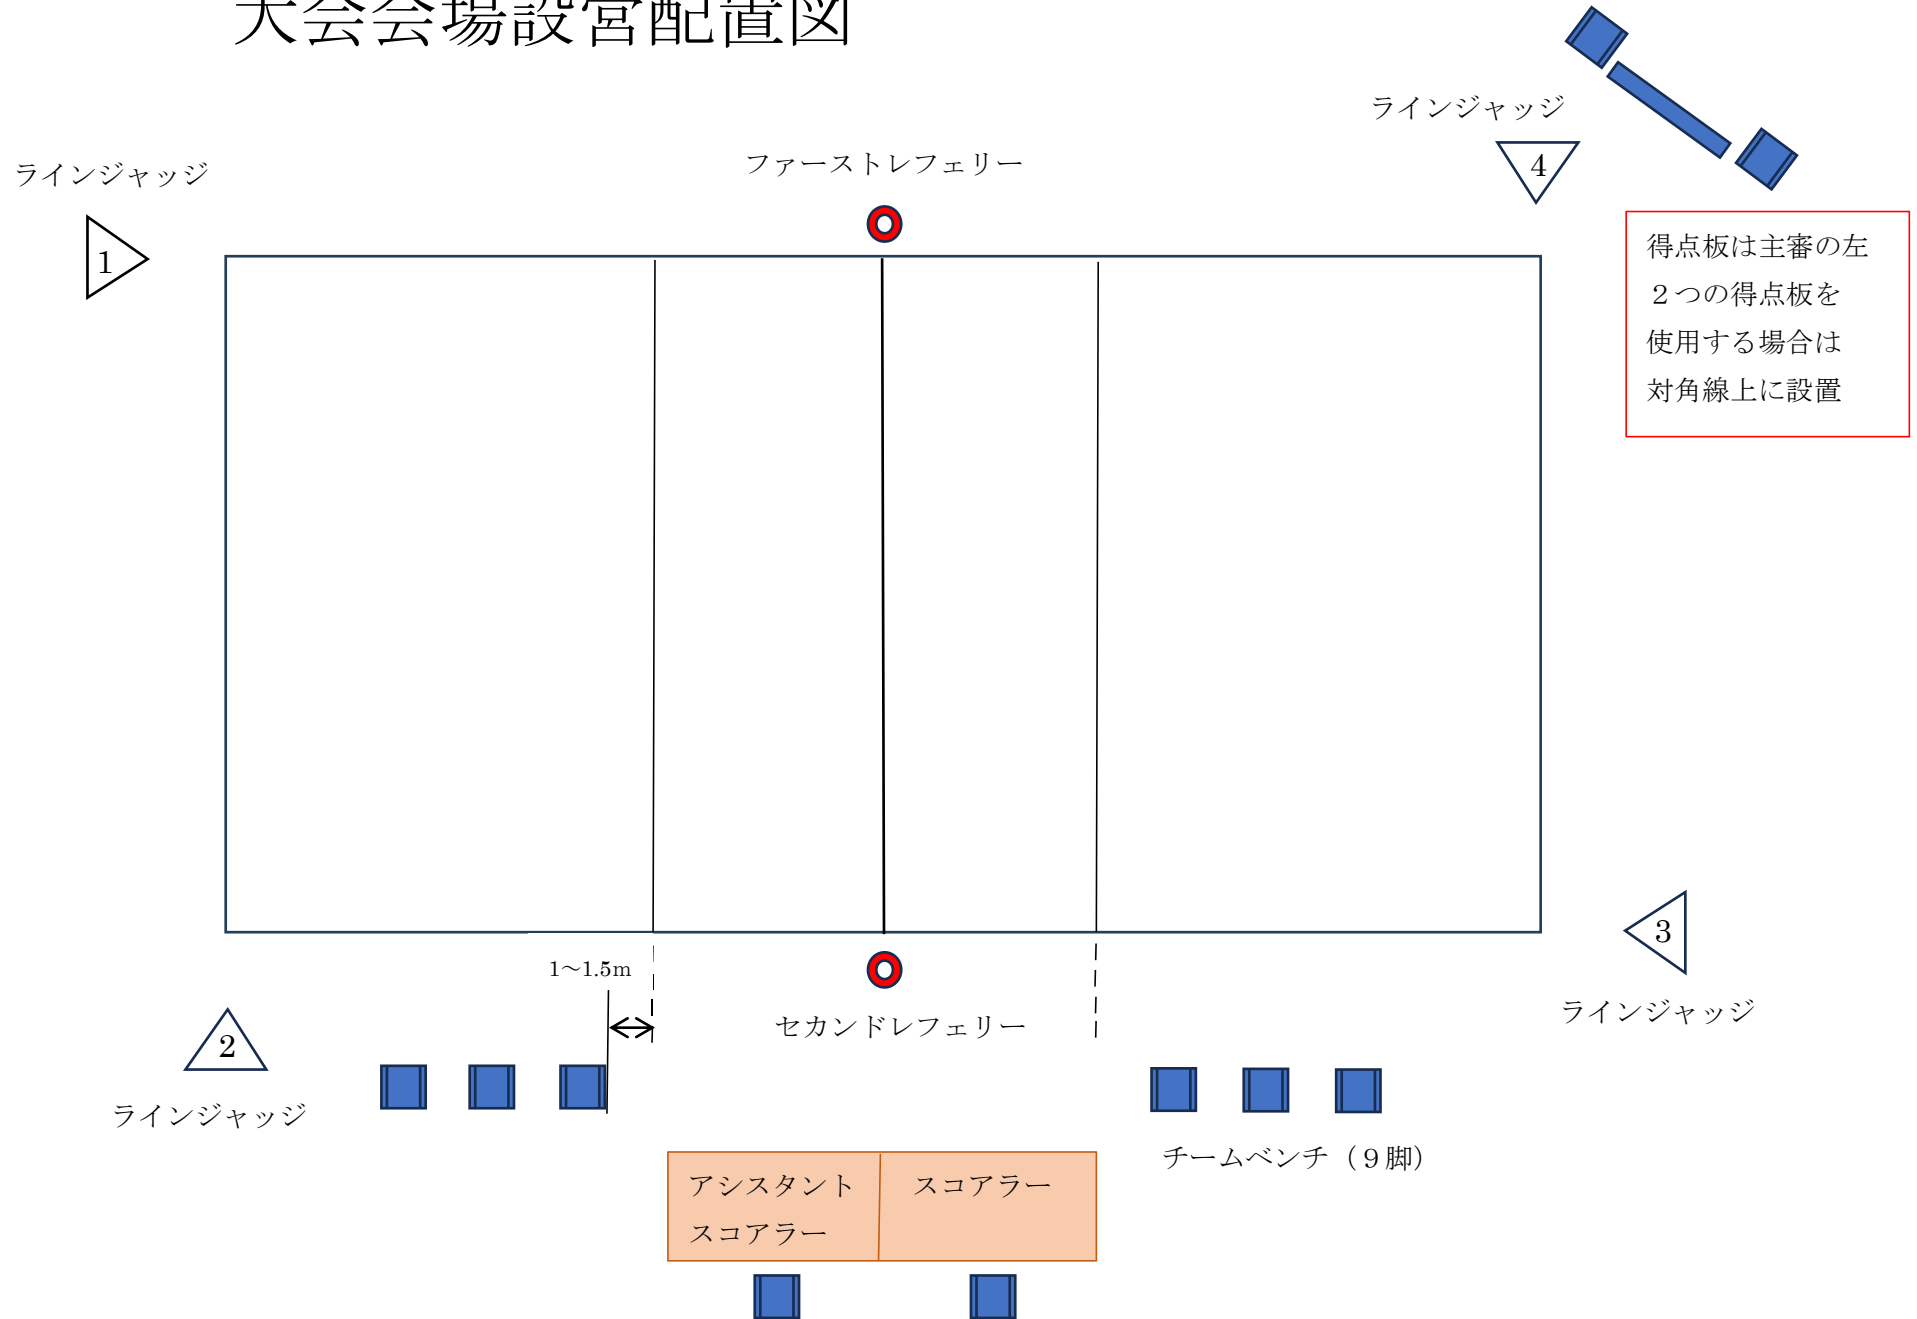 大会会場設営配置図
ラインジャッジ
ファーストレフェリー
ラインジャッジ
4
1
得点板は主審の左
２つの得点板を
使用する場合は
対角線上に設置
3
1～1.5m
セカンドレフェリー
ラインジャッジ
2
ラインジャッジ
チームベンチ（９脚）
アシスタント
スコアラー
スコアラー